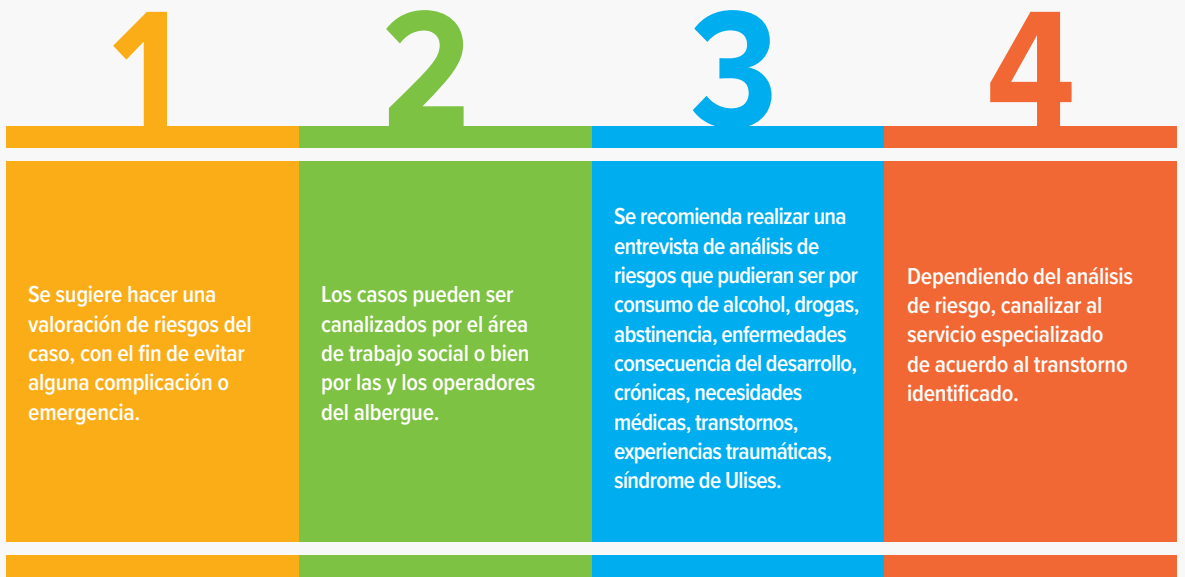 1
Se sugiere hacer una
valoración de riesgos del
caso, con el fin de evitar
alguna complicación o
emergencia.
2
Los casos pueden ser
canalizados por el área
de trabajo social o bien
por las y los operadores
del albergue.
3
Se recomienda realizar una
entrevista de análisis de
riesgos que pudieran ser por
consumo de alcohol, drogas,
abstinencia, enfermedades
consecuencia del desarrollo,
crónicas, necesidades
médicas, transtornos,
experiencias traumáticas,
síndrome de Ulises.
4
Dependiendo del análisis
de riesgo, canalizar al
servicio especializado
de acuerdo al transtorno
identificado.